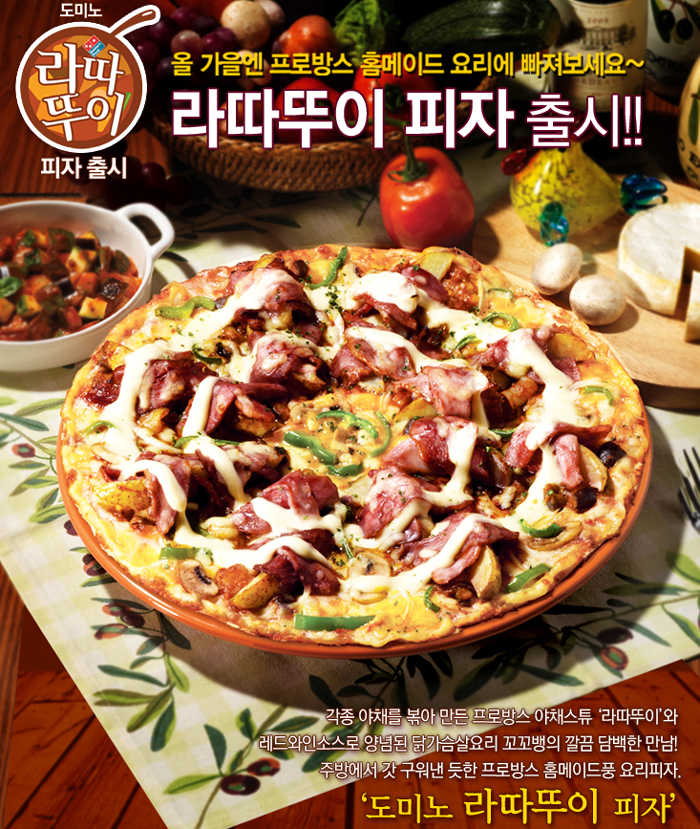 도미노
라따
뚜이
피자 출시
올 가을엔 프로방스 홈메이드 요리에 빠져보세요~
라따뚜이 피자 출시!!
각종 야채를 볶아 만든 프로방스 야채스튜 '라따뚜이'와
레드와인소스로 양념된 닭가슴살요리 꼬꼬뱅의 깔끔 담백한 만남!
주방에서 갓 구워낸 듯한 프로방스 홈메이드풍 요리피자.
'도미노 라따뚜이 피자'